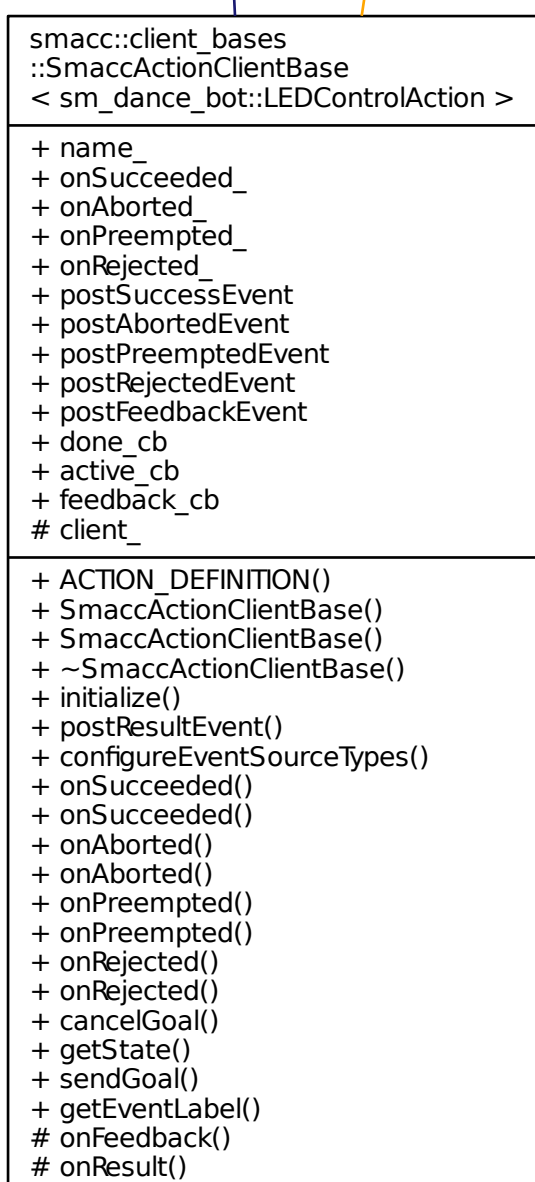 smacc::client_bases
::SmaccActionClientBase
< sm_dance_bot::LEDControlAction >
+ name_
+ onSucceeded_
+ onAborted_
+ onPreempted_
+ onRejected_
+ postSuccessEvent
+ postAbortedEvent
+ postPreemptedEvent
+ postRejectedEvent
+ postFeedbackEvent
+ done_cb
+ active_cb
+ feedback_cb
# client_
+ ACTION_DEFINITION()
+ SmaccActionClientBase()
+ SmaccActionClientBase()
+ ~SmaccActionClientBase()
+ initialize()
+ postResultEvent()
+ configureEventSourceTypes()
+ onSucceeded()
+ onSucceeded()
+ onAborted()
+ onAborted()
+ onPreempted()
+ onPreempted()
+ onRejected()
+ onRejected()
+ cancelGoal()
+ getState()
+ sendGoal()
+ getEventLabel()
# onFeedback()
# onResult()